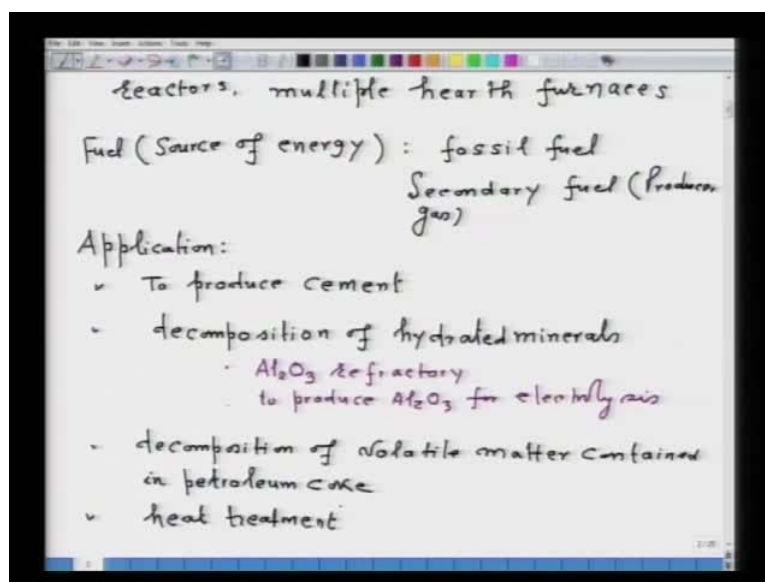 reactors. multiple hearth furnaces
Fuel (Source of energy) : fossil fuel
Secondary fuel (Producer
gas)
Application:
To produce cement
decomposition of hydrated minerals
Al2O3 refractory
to produce Al2O3 for electrolysis
decomposition of Volatile matter contained
in petroleum coke
heat treatment